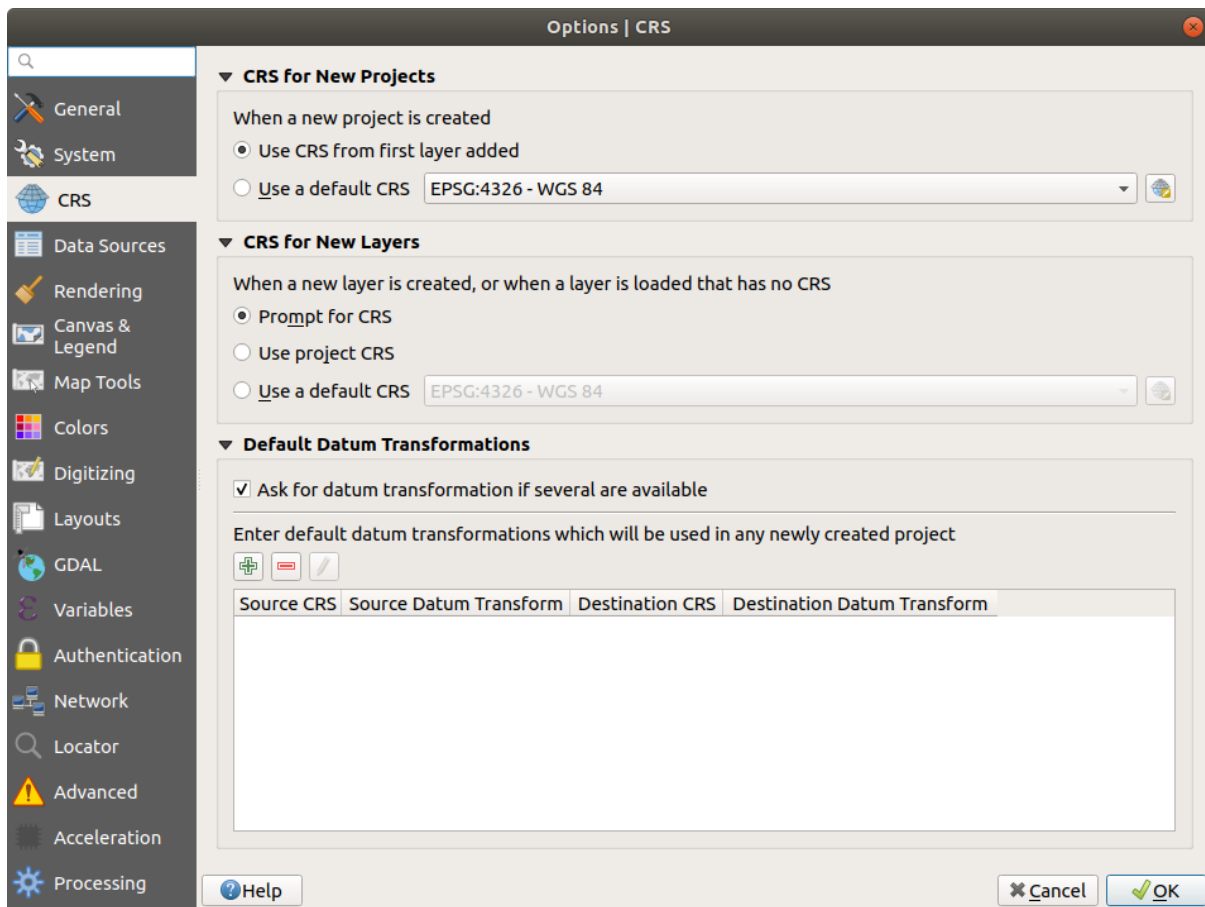 Options | CRS
General
System
CRS
Data Sources
Rendering
Canvas &
Legend
Map Tools
Colors
Digitizing
Layouts
GDAL
Variables
Authentication
Network
Locator
Advanced
Acceleration
Processing
CRS for New Projects
When a new project is created
Use CRS from first layer added
Use a default CRS EPSG:4326 - WGS 84
CRS for New Layers
When a new layer is created, or when a layer is loaded that has no CRS
Prompt for CRS
Use project CRS
Use a default CRS EPSG:4326 - WGS 84
Default Datum Transformations
Ask for datum transformation if several are available
Enter default datum transformations which will be used in any newly created project
Source CRS Source Datum Transform Destination CRS Destination Datum Transform
Help Cancel OK